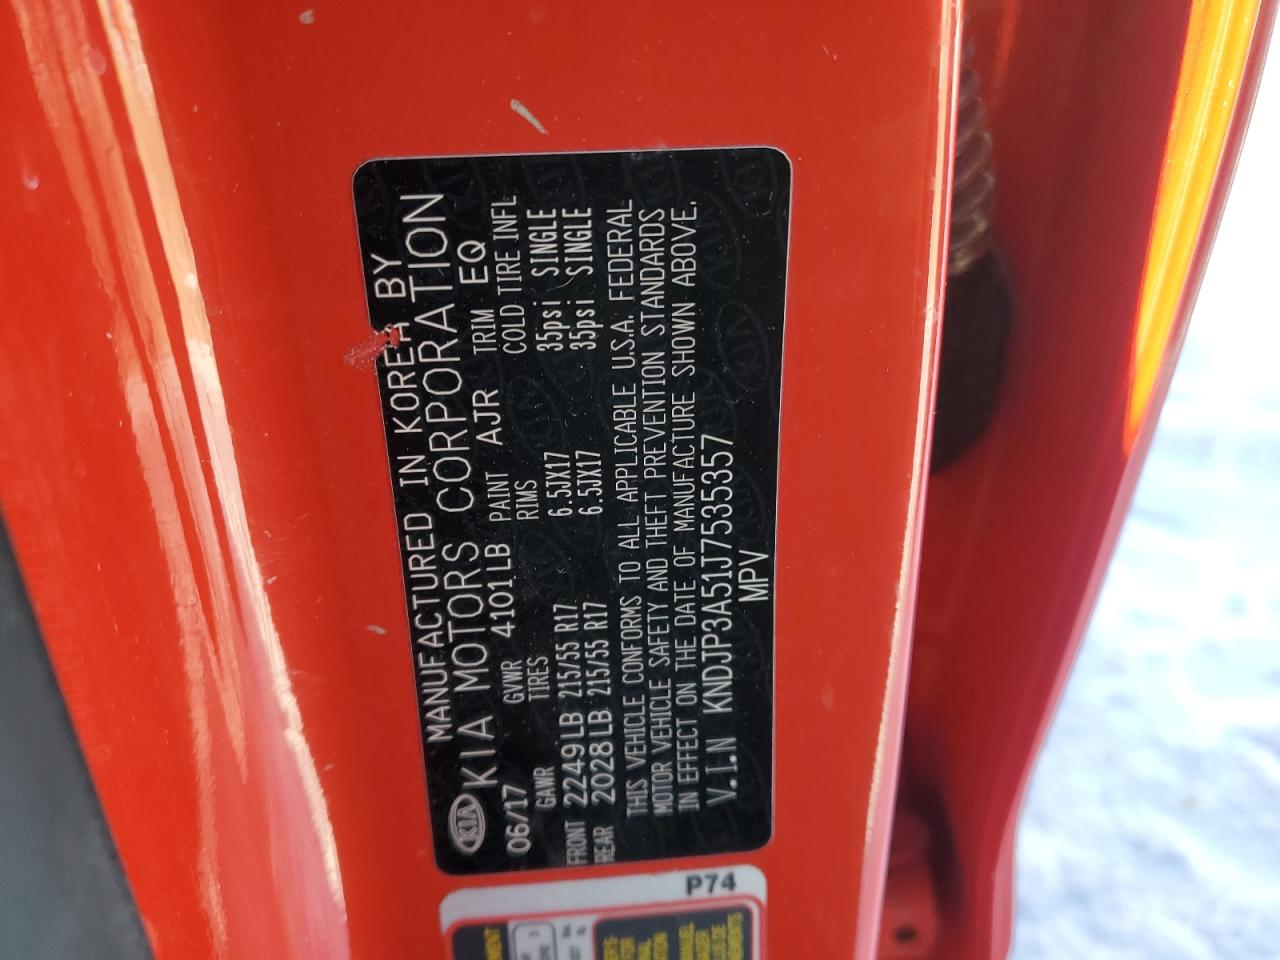 MANUFACTURED IN KOREA BY
KIA KIA MOTORS CORPORATION
06/17 GVWR 4101LB PAINT AJR TRIM EQ
GAWR TIRES RIMS COLD TIRE INFL
FRONT 2249LB 215/55 R17 6.5JX17 35psi SINGLE
REAR 2028LB 215/55 R17 6.5JX17 35psi SINGLE
THIS VEHICLE CONFORMS TO ALL APPLICABLE U.S.A. FEDERAL
MOTOR VEHICLE SAFETY AND THEFT PREVENTION STANDARDS
IN EFFECT ON THE DATE OF MANUFACTURE SHOWN ABOVE.
V.I.N KNDJP3A51J7535357
MPV
P74